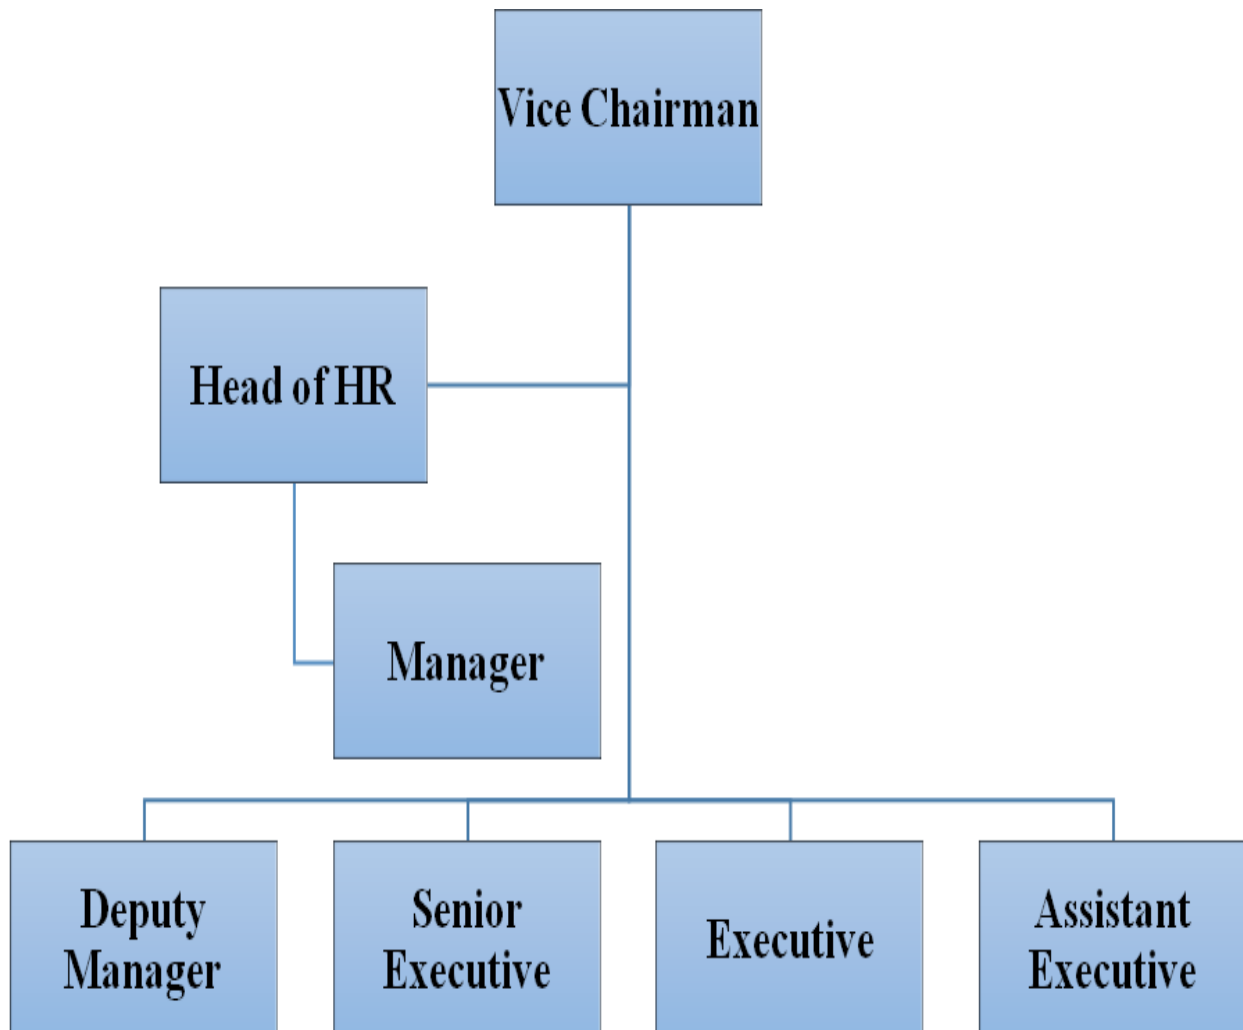 Vice Chairman
Head of HR
Manager
Deputy
Manager
Senior
Executive
Executive
Assistant
Executive